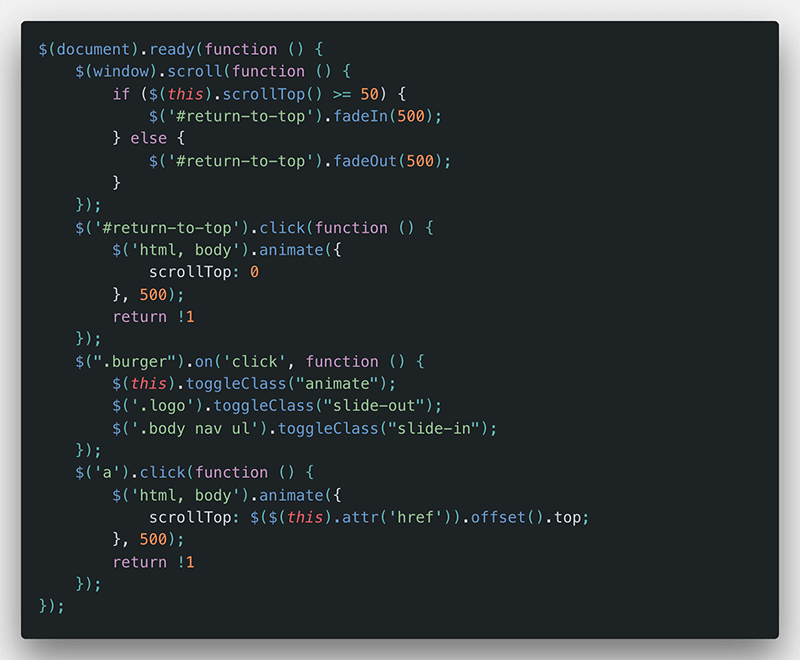 $(document).ready(function () {
    $(window).scroll(function () {
        if ($(this).scrollTop() >= 50) {
            $('#return-to-top').fadeIn(500);
        } else {
            $('#return-to-top').fadeOut(500);
        }
    });
    $('#return-to-top').click(function () {
        $('html, body').animate({
            scrollTop: 0
        }, 500);
        return !1
    });
    $(".burger").on('click', function () {
        $(this).toggleClass("animate");
        $('.logo').toggleClass("slide-out");
        $('.body nav ul').toggleClass("slide-in");
    });
    $('a').click(function () {
        $('html, body').animate({
            scrollTop: $($(this).attr('href')).offset().top;
        }, 500);
        return !1
    });
});